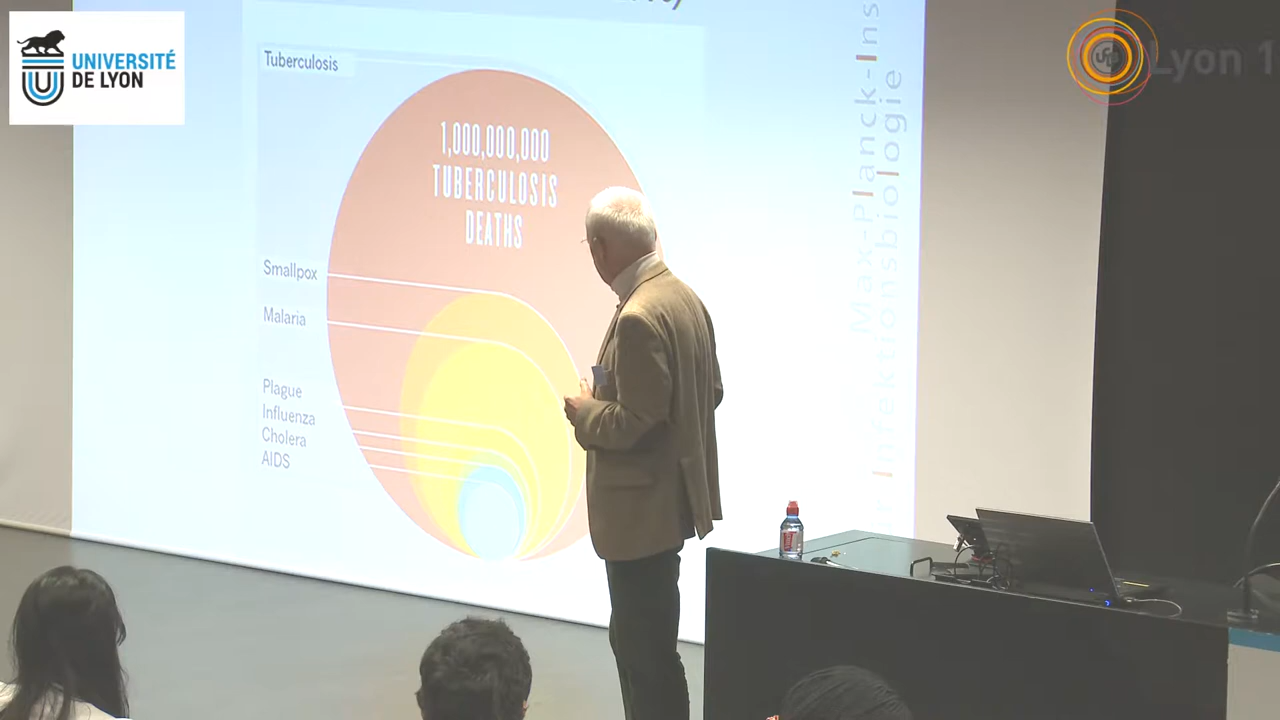 UNIVERSITÉ
DE LYON
Lyon 1
Tuberculosis
1,000,000,000
TUBERCULOSIS
DEATHS
Smallpox
Malaria
Plague
Influenza
Cholera
AIDS
Max-Planck-Ins
Infektionsbiologie